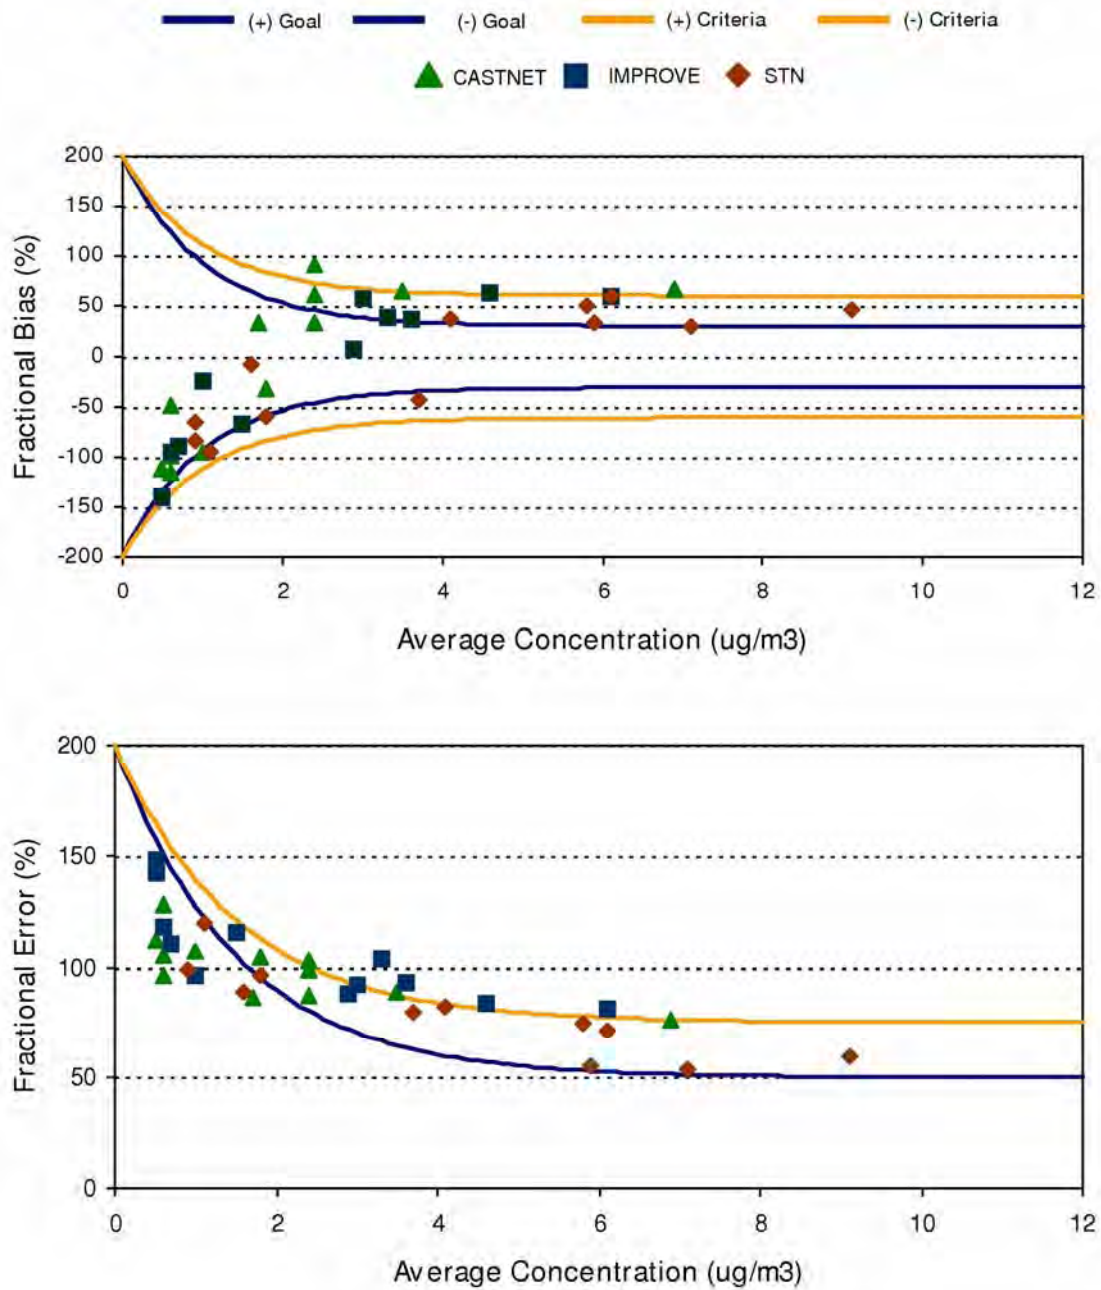 (+) Goal (-) Goal (+) Criteria (-) Criteria
CASTNET IMPROVE STN
200
150
100
50
0
-50
-100
-150
-200
Fractional Bias (%)
0 2 4 6 8 10 12
Average Concentration (ug/m3)
200
150
100
50
0
Fractional Error (%)
0 2 4 6 8 10 12
Average Concentration (ug/m3)